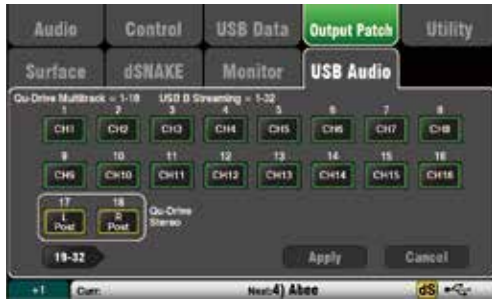 Audio Control USB Data Output Patch Utility
Surface dSNAKE Monitor USB Audio
Qu-Drive Multitrack = 1-18 USB B Streaming = 1-32
1 2 3 4 5 6 7 8
CH1 CH2 CH3 CH4 CH5 CH6 CH7 CH8
9 10 11 12 13 14 15 16
CH9 CH10 CH11 CH12 CH13 CH14 CH15 CH16
17 18
L Post R Post Qu-Drive Stereo
19-32 Apply Cancel
+1 Curr: Next:4) Abee dS